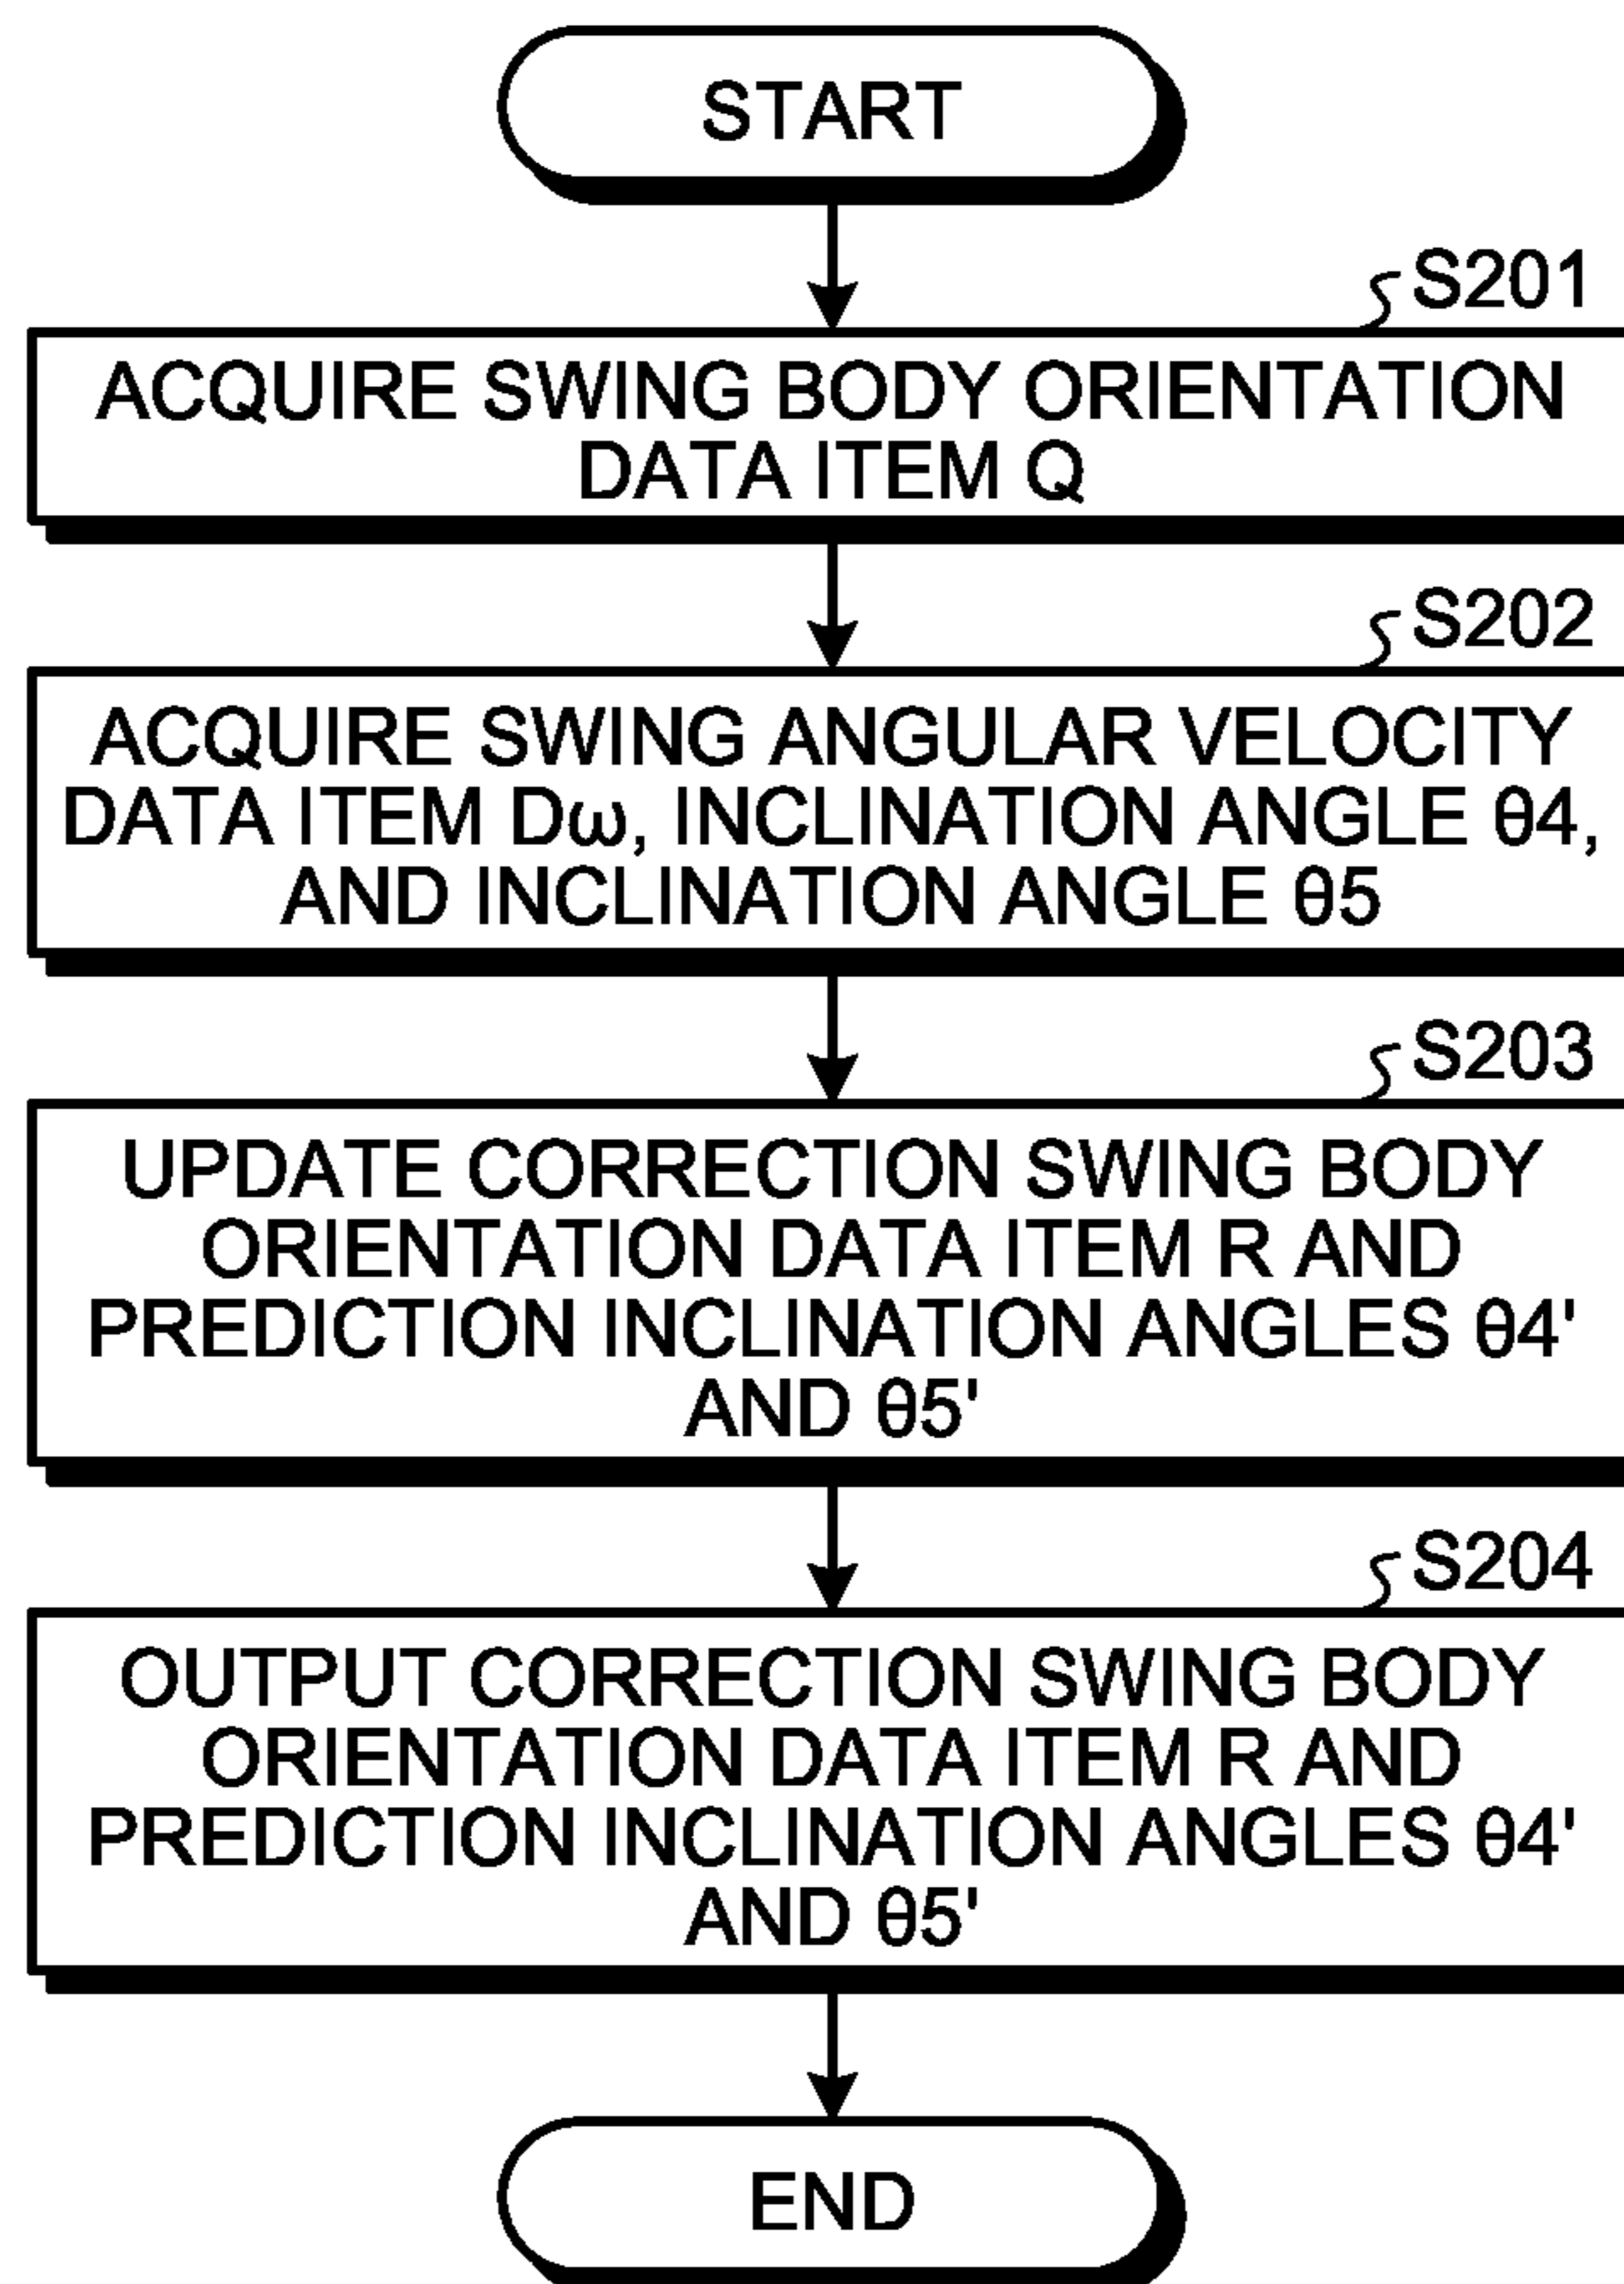 START
S201
ACQUIRE SWING BODY ORIENTATION
DATA ITEM Q
S202
ACQUIRE SWING ANGULAR VELOCITY
DATA ITEM Dω, INCLINATION ANGLE θ4,
AND INCLINATION ANGLE θ5
S203
UPDATE CORRECTION SWING BODY
ORIENTATION DATA ITEM R AND
PREDICTION INCLINATION ANGLES θ4'
AND θ5'
S204
OUTPUT CORRECTION SWING BODY
ORIENTATION DATA ITEM R AND
PREDICTION INCLINATION ANGLES θ4'
AND θ5'
END